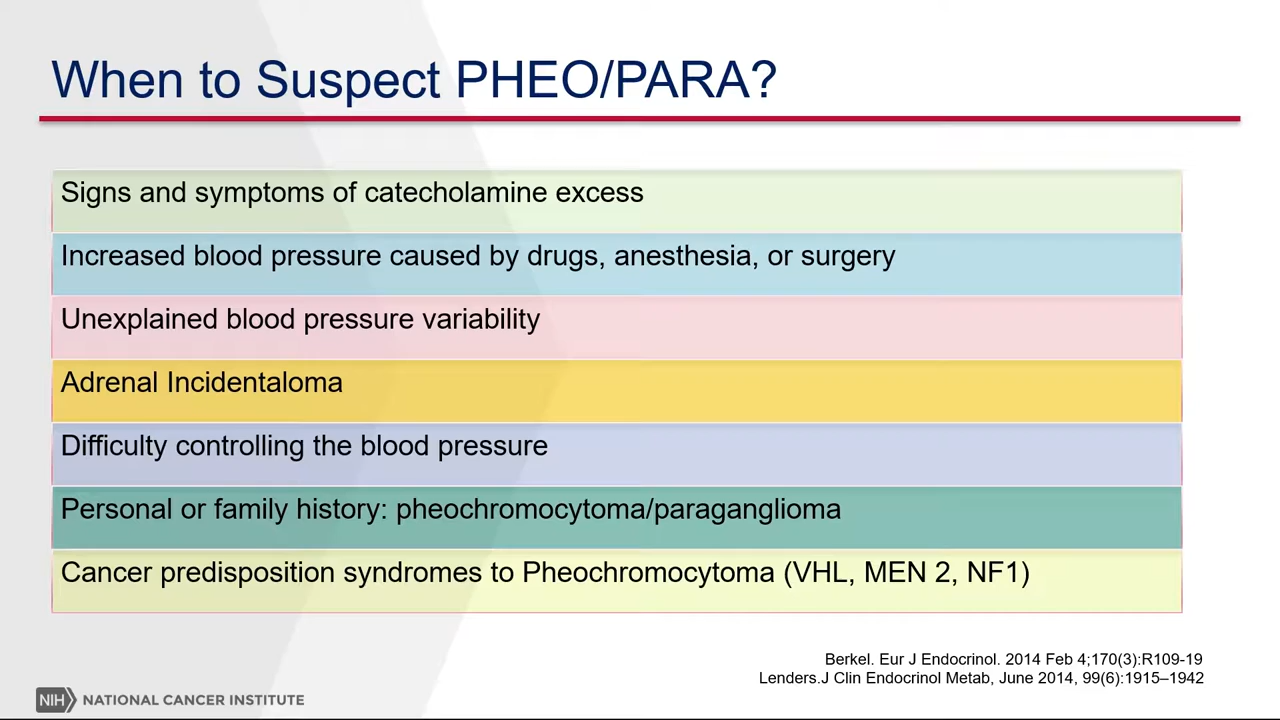 When to Suspect PHEO/PARA?
Signs and symptoms of catecholamine excess
Increased blood pressure caused by drugs, anesthesia, or surgery
Unexplained blood pressure variability
Adrenal Incidentaloma
Difficulty controlling the blood pressure
Personal or family history: pheochromocytoma/paraganglioma
Cancer predisposition syndromes to Pheochromocytoma (VHL, MEN 2, NF1)
Berkel. Eur J Endocrinol. 2014 Feb 4;170(3):R109-19
Lenders.J Clin Endocrinol Metab, June 2014, 99(6):1915–1942
NIH NATIONAL CANCER INSTITUTE